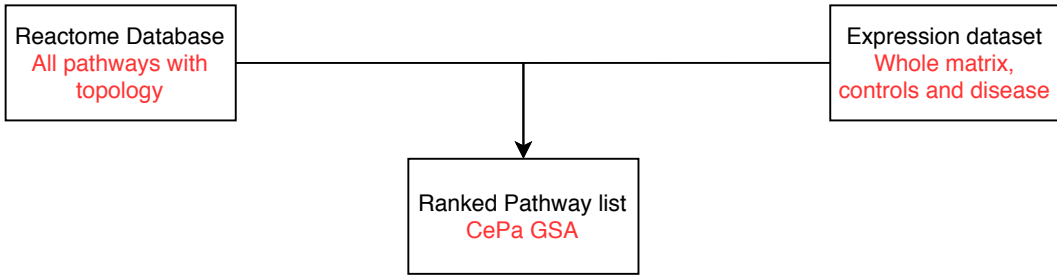 Reactome Database
All pathways with
topology
Expression dataset
Whole matrix,
controls and disease
Ranked Pathway list
CePa GSA